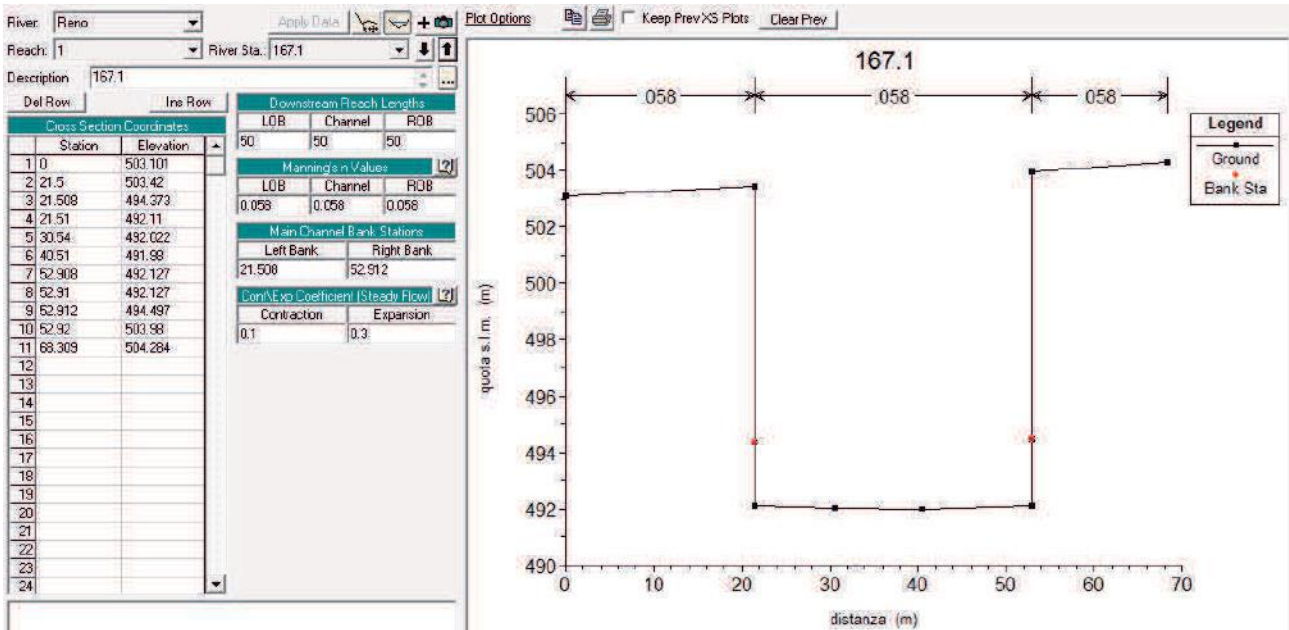 River: Reno Apply Data +
Reach: 1 River Sta.: 167.1
Description 167.1 ...
Del Row Ins Row
Cross Section Coordinates
Station Elevation
1 0 503.101
2 21.5 503.42
3 21.508 494.373
4 21.51 492.11
5 30.54 492.022
6 40.51 491.98
7 52.908 492.127
8 52.91 492.127
9 52.912 494.497
10 52.92 503.98
11 68.309 504.284
12
13
14
15
16
17
18
19
20
21
22
23
24
Downstream Reach Lengths
LOB Channel ROB
50 50 50
Manning's n Values ?
LOB Channel ROB
0.058 0.058 0.058
Main Channel Bank Stations
Left Bank Right Bank
21.508 52.912
Cont\Exp Coefficient (Steady Flow) ?
Contraction Expansion
0.1 0.3
Plot Options Keep Prev XS Plots Clear Prev
167.1
.058 .058 .058
506
504
502
500
498
496
494
492
490
quota s.l.m. (m)
0 10 20 30 40 50 60 70
distanza (m)
Legend
Ground
Bank Sta